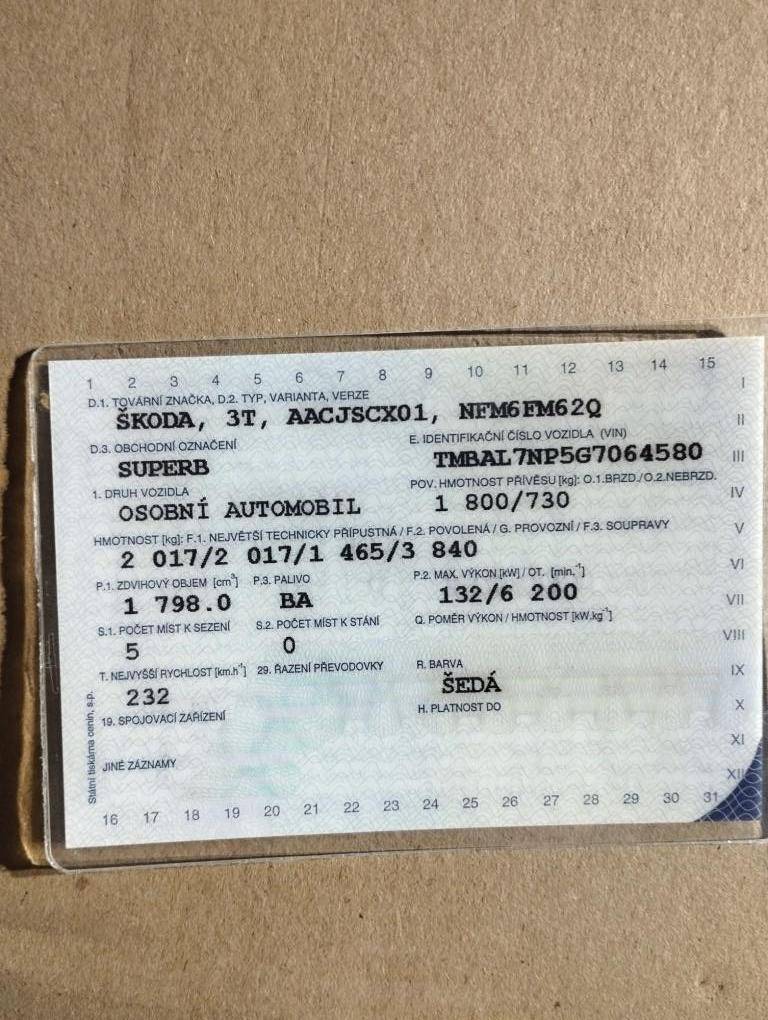 1 2 3 4 5 6 7 8 9 10 11 12 13 14 15
I
D.1. TOVÁRNÍ ZNAČKA, D.2. TYP, VARIANTA, VERZE
ŠKODA, 3T, AACJSCX01, NFM6FM62Q
II
D.3. OBCHODNÍ OZNAČENÍ E. IDENTIFIKAČNÍ ČÍSLO VOZIDLA (VIN)
SUPERB TMBAL7NP5G7064580
III
1. DRUH VOZIDLA POV. HMOTNOST PŘÍVĚSU [kg]: O.1.BRZD./O.2.NEBRZD.
OSOBNÍ AUTOMOBIL 1 800/730
IV
HMOTNOST [kg]: F.1. NEJVĚTŠÍ TECHNICKY PŘÍPUSTNÁ / F.2. POVOLENÁ / G. PROVOZNÍ / F.3. SOUPRAVY
V
2 017/2 017/1 465/3 840
VI
P.1. ZDVIHOVÝ OBJEM [cm³] P.3. PALIVO P.2. MAX. VÝKON [kW] / OT. [min.⁻¹]
1 798.0 BA 132/6 200
VII
S.1. POČET MÍST K SEZENÍ S.2. POČET MÍST K STÁNÍ Q. POMĚR VÝKON / HMOTNOST [kW.kg⁻¹]
VIII
5 0
T. NEJVYŠŠÍ RYCHLOST [km.h⁻¹] 29. ŘAZENÍ PŘEVODOVKY R. BARVA
IX
232 ŠEDÁ
19. SPOJOVACÍ ZAŘÍZENÍ H. PLATNOST DO
X
XI
JINÉ ZÁZNAMY
XII
Státní tiskárna cenin, s.p.
16 17 18 19 20 21 22 23 24 25 26 27 28 29 30 31